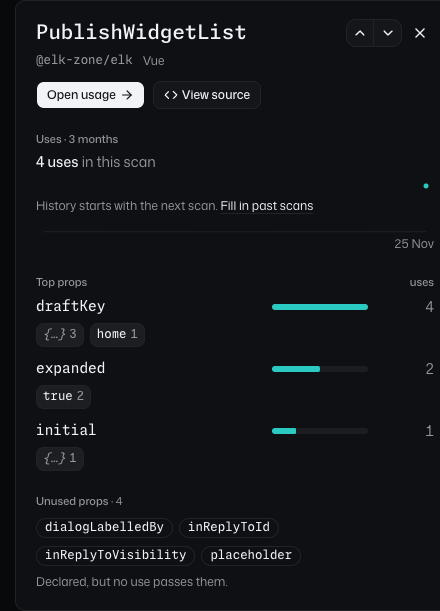 PublishWidgetList
@elk-zone/elk Vue
Open usage → <> View source
Uses · 3 months
4 uses in this scan
History starts with the next scan. Fill in past scans
25 Nov
Top props uses
draftKey 4
{…} 3 home 1
expanded 2
true 2
initial 1
{…} 1
Unused props · 4
dialogLabelledBy inReplyToId
inReplyToVisibility placeholder
Declared, but no use passes them.